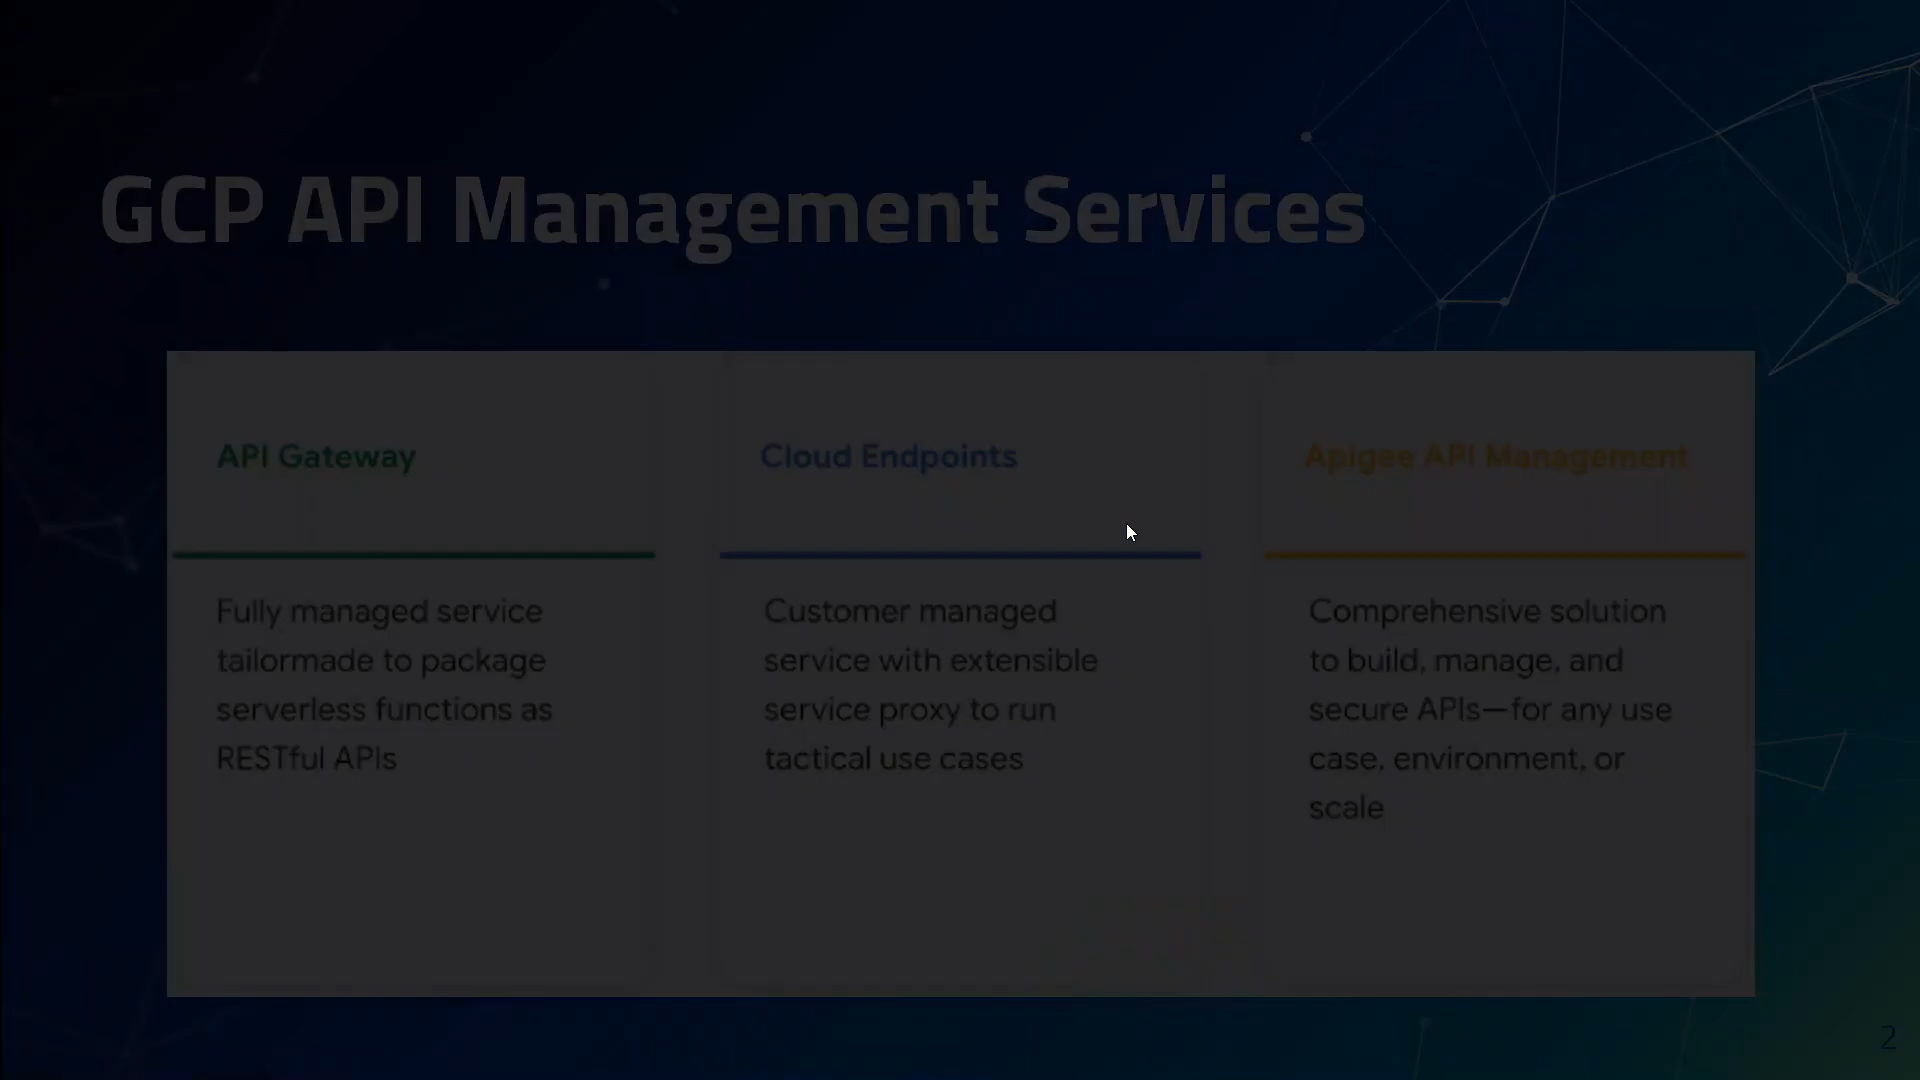 GCP API Management Services
API Gateway
Fully managed service
tailormade to package
serverless functions as
RESTful APIs
Cloud Endpoints
Customer managed
service with extensible
service proxy to run
tactical use cases
Apigee API Management
Comprehensive solution
to build, manage, and
secure APIs—for any use
case, environment, or
scale
2